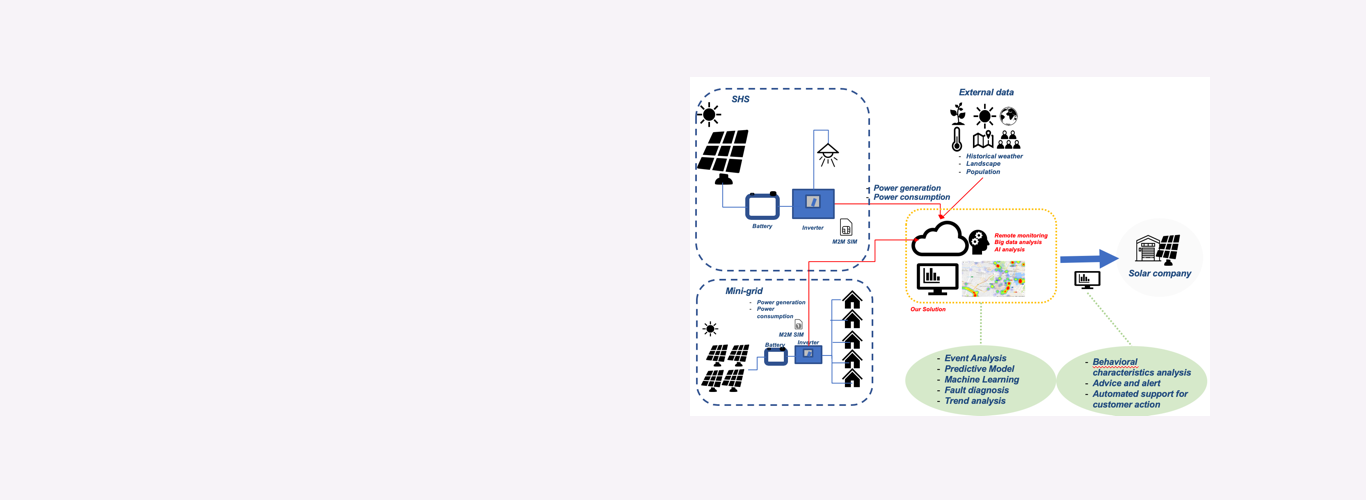 SHS
External data
- Historical weather
- Landscape
- Population
- Power generation
- Power consumption
Battery
Inverter
M2M SIM
Remote monitoring
Big data analysis
AI analysis
Solar company
Our Solution
Mini-grid
- Power generation
- Power
consumption
M2M SIM
Battery
Inverter
- Event Analysis
- Predictive Model
- Machine Learning
- Fault diagnosis
- Trend analysis
- Behavioral
characteristics analysis
- Advice and alert
- Automated support for
customer action